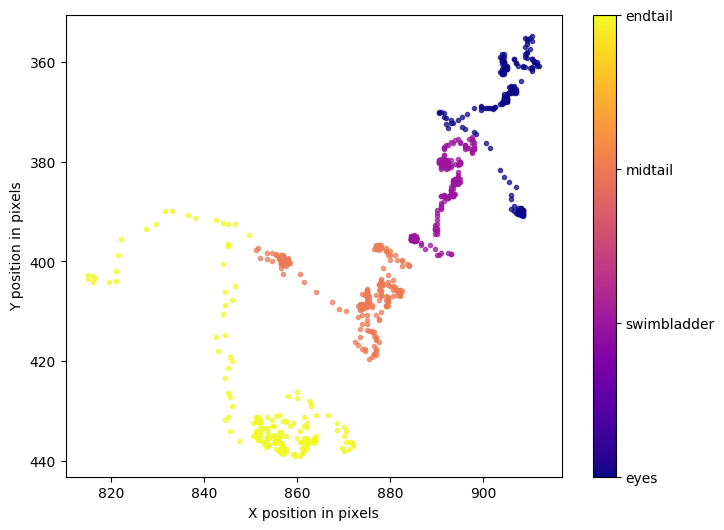 endtail
360
380
midtail
Y position in pixels
400
420
swimbladder
440
eyes
820 840 860 880 900
X position in pixels